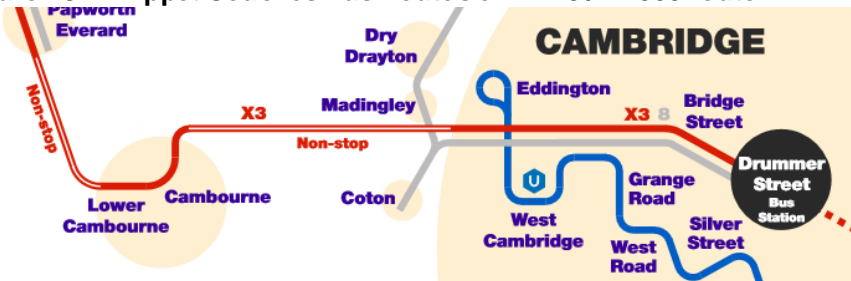 Papworth
Everard
Dry
Drayton
CAMBRIDGE
Eddington
Madingley
Non-stop
X3
Non-stop
X3 8
Bridge
Street
Drummer
Street
Bus
Station
Coton
Cambourne
Lower
Cambourne
U
Grange
Road
West
Cambridge
Silver
Street
West
Road